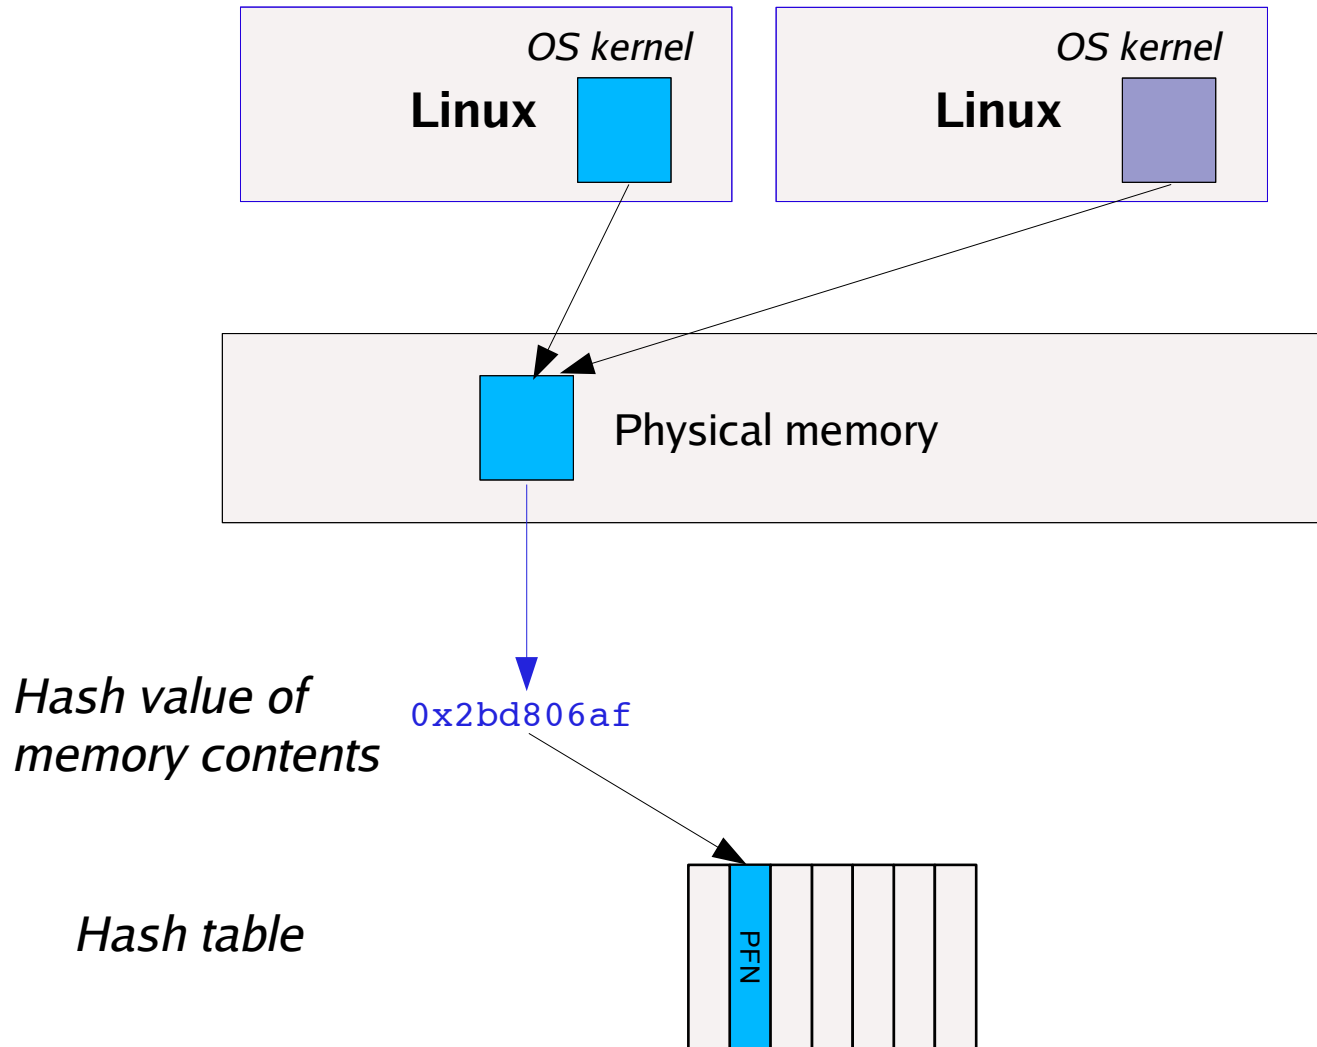 OS kernel
Linux
OS kernel
Linux
Physical memory
Hash value of
memory contents
0x2bd806af
Hash table
PFN